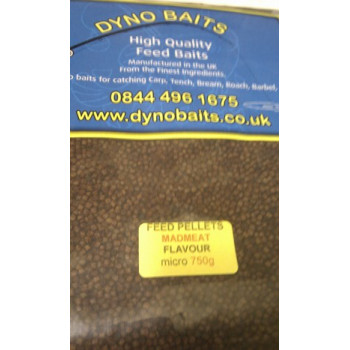 DYNO BAITS
High Quality
Feed Baits
Manufactured in the UK
From the Finest Ingredients.
baits for catching Carp, Tench, Bream, Roach, Barbel,
0844 496 1675
www.dynobaits.co.uk
FEED PELLETS
MADMEAT
FLAVOUR
micro 750g